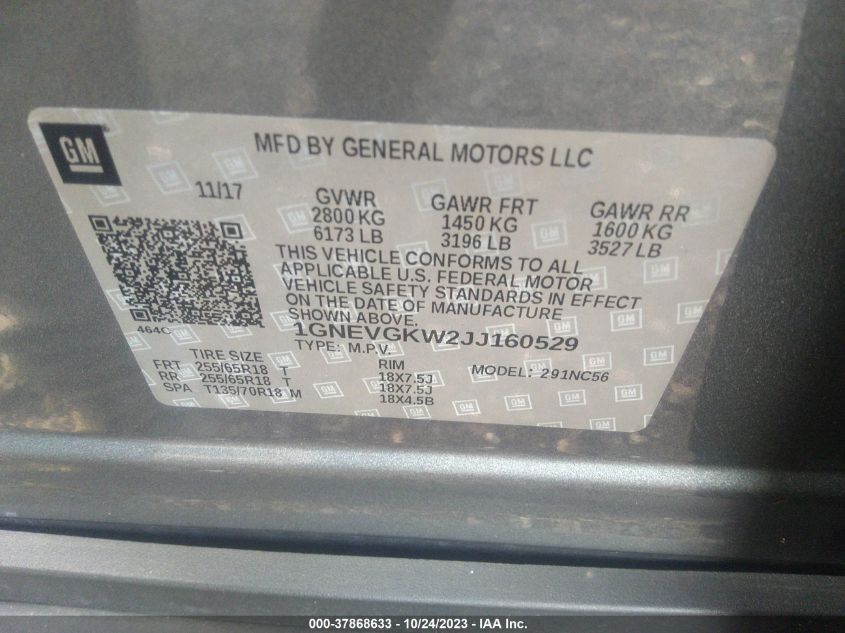 GM
MFD BY GENERAL MOTORS LLC
11/17
GVWR
2800 KG
6173 LB
GAWR FRT
1450 KG
3196 LB
GAWR RR
1600 KG
3527 LB
THIS VEHICLE CONFORMS TO ALL
APPLICABLE U.S. FEDERAL MOTOR
VEHICLE SAFETY STANDARDS IN EFFECT
ON THE DATE OF MANUFACTURE
SHOWN ABOVE.
464C
1GNEVGKW2JJ160529
TYPE: M.P.V.
MODEL: 291NC56
TIRE SIZE RIM
FRT 255/65R18 T 18X7.5J
RR 255/65R18 T 18X7.5J
SPA T135/70R18 M 18X4.5B
000-37868633 - 10/24/2023 - IAA Inc.